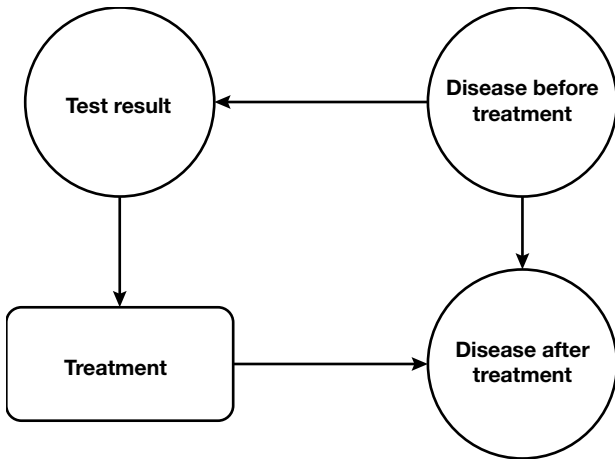 Test result
Disease before
treatment
Treatment
Disease after
treatment